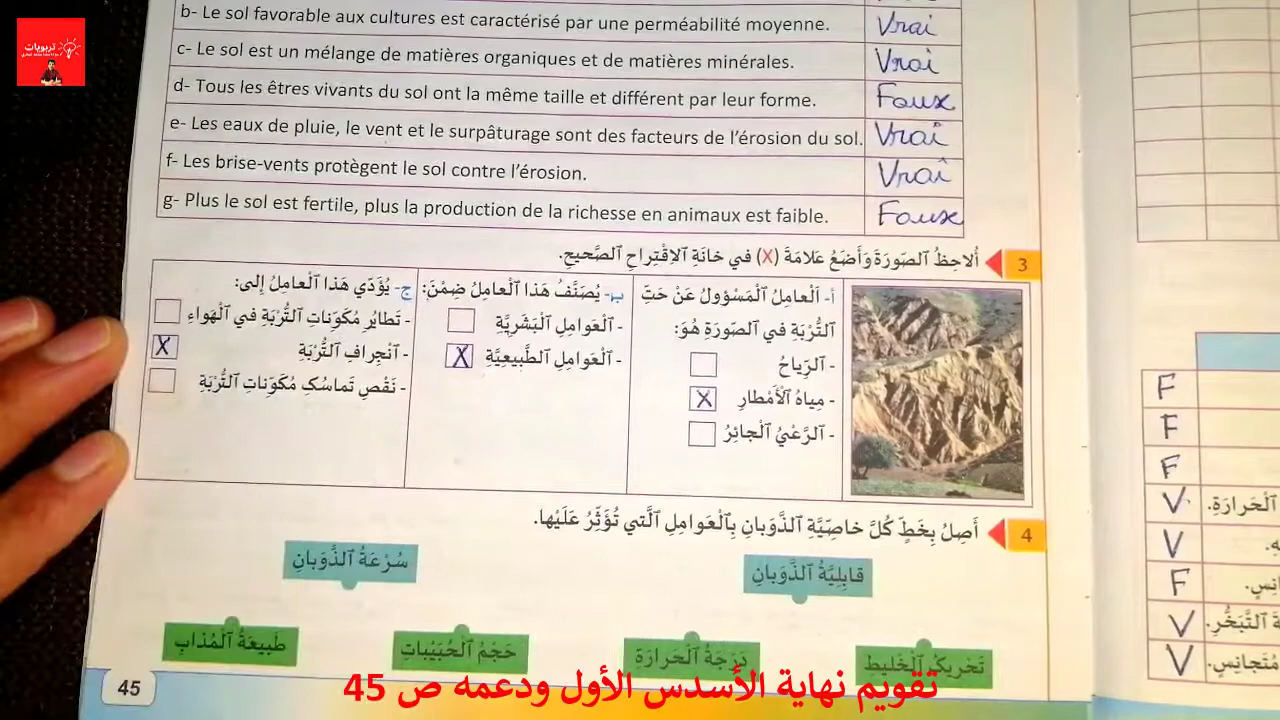 تربويات
b- Le sol favorable aux cultures est caractérisé par une perméabilité moyenne. Vrai
c- Le sol est un mélange de matières organiques et de matières minérales. Vrai
d- Tous les êtres vivants du sol ont la même taille et différent par leur forme. Faux
e- Les eaux de pluie, le vent et le surpâturage sont des facteurs de l'érosion du sol. Vrai
f- Les brise-vents protègent le sol contre l'érosion. Vrai
g- Plus le sol est fertile, plus la production de la richesse en animaux est faible. Faux
3 أُلاحِظُ ٱلصّورَةَ وَأَضَعُ عَلامَةَ (X) في خانَةِ ٱلِاقْتِراحِ ٱلصَّحيحِ.
أ- اَلْعامِلُ ٱلْمَسْؤولُ عَنْ حَتِّ
ٱلتُّرْبَةِ في ٱلصّورَةِ هُوَ:
- ٱلرِّياحُ
- مِياهُ ٱلْأَمْطارِ X
- ٱلرَّعْيُ ٱلْجائِرُ
ب- يُصَنَّفُ هَذا ٱلْعامِلُ ضِمْنَ:
- ٱلْعَوامِلِ ٱلْبَشَرِيَّةِ
- ٱلْعَوامِلِ ٱلطَّبيعِيَّةِ X
ج- يُؤَدّي هَذا ٱلْعامِلُ إِلى:
- تَطايُرِ مُكَوِّناتِ ٱلتُّرْبَةِ في ٱلْهَواءِ
- ٱنْجِرافِ ٱلتُّرْبَةِ X
- نَقْصِ تَماسُكِ مُكَوِّناتِ ٱلتُّرْبَةِ
4 أَصِلُ بِخَطٍّ كُلَّ خاصِّيَّةِ ٱلذَّوَبانِ بِٱلْعَوامِلِ ٱلَّتي تُؤَثِّرُ عَلَيْها.
قابِلِيَّةُ ٱلذَّوَبانِ
سُرْعَةُ ٱلذَّوَبانِ
تَحْريكُ ٱلْخَليطِ
دَرَجَةُ ٱلْحَرارَةِ
حَجْمُ ٱلْحُبَيْباتِ
طَبيعَةُ ٱلْمُذابِ
45
تقويم نهاية الأسدس الأول ودعمه ص 45
F
F
F
V ٱلْحَرارَةِ.
V
F
V ٱلتَّبَخُّرِ.
V